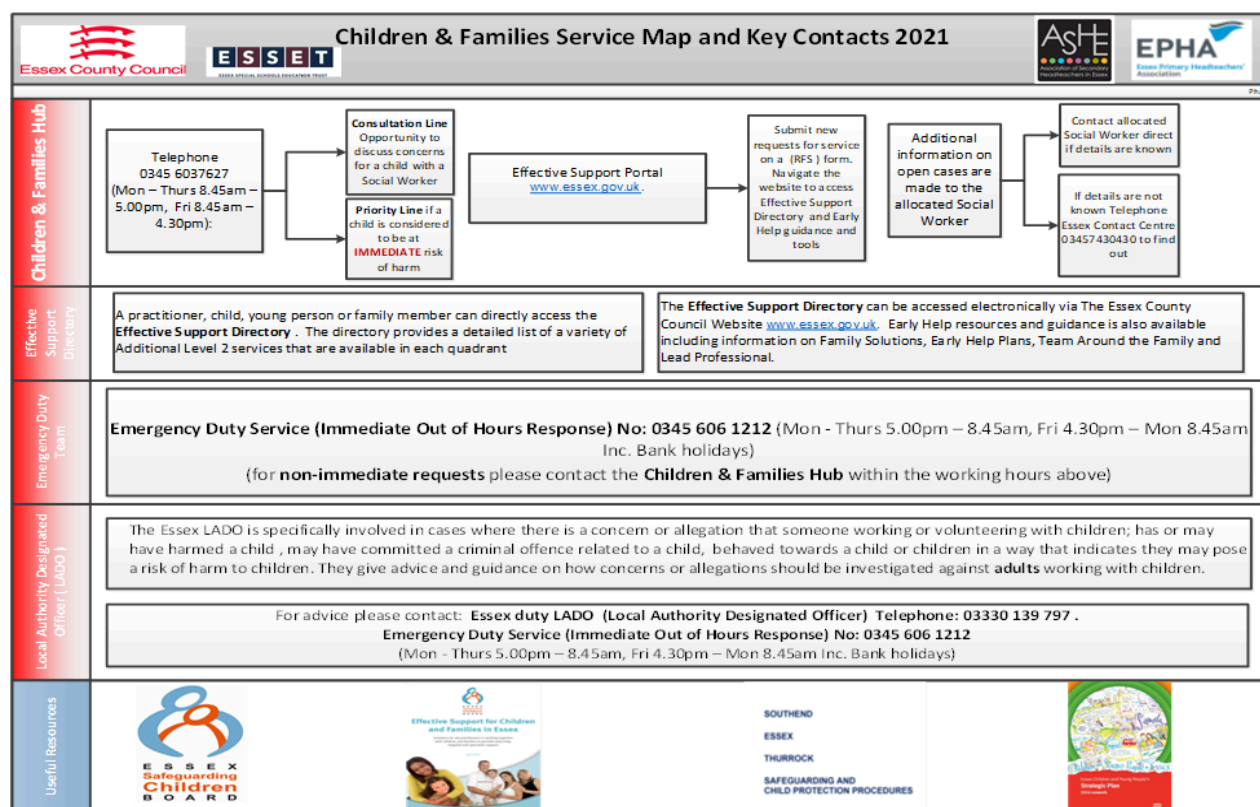 Children & Families Service Map and Key Contacts 2021
Essex County Council
ESSET
ESSEX SPECIAL SCHOOLS EDUCATION TRUST
ASHE
Association of Secondary
Headteachers in Essex
EPHA
Essex Primary Headteachers'
Association
Children & Families Hub
Telephone
0345 6037627
(Mon – Thurs 8.45am –
5.00pm, Fri 8.45am –
4.30pm):
Consultation Line
Opportunity to
discuss concerns
for a child with a
Social Worker
Priority Line if a
child is considered
to be at
IMMEDIATE risk
of harm
Effective Support Portal
www.essex.gov.uk .
Submit new
requests for service
on a (RFS ) form.
Navigate the
website to access
Effective Support
Directory and Early
Help guidance and
tools
Additional
information on
open cases are
made to the
allocated Social
Worker
Contact allocated
Social Worker direct
if details are known
If details are not
known Telephone
Essex Contact Centre
03457430430 to find
out
Effective
Support
Directory
A practitioner, child, young person or family member can directly access the
Effective Support Directory . The directory provides a detailed list of a variety of
Additional Level 2 services that are available in each quadrant
The Effective Support Directory can be accessed electronically via The Essex County
Council Website www.essex.gov.uk. Early Help resources and guidance is also available
including information on Family Solutions, Early Help Plans, Team Around the Family and
Lead Professional.
Emergency Duty
Team
Emergency Duty Service (Immediate Out of Hours Response) No: 0345 606 1212 (Mon - Thurs 5.00pm – 8.45am, Fri 4.30pm – Mon 8.45am
Inc. Bank holidays)
(for non-immediate requests please contact the Children & Families Hub within the working hours above)
Local Authority Designated
Officer ( LADO )
The Essex LADO is specifically involved in cases where there is a concern or allegation that someone working or volunteering with children; has or may
have harmed a child , may have committed a criminal offence related to a child, behaved towards a child or children in a way that indicates they may pose
a risk of harm to children. They give advice and guidance on how concerns or allegations should be investigated against adults working with children.
For advice please contact: Essex duty LADO (Local Authority Designated Officer) Telephone: 03330 139 797 .
Emergency Duty Service (Immediate Out of Hours Response) No: 0345 606 1212
(Mon - Thurs 5.00pm – 8.45am, Fri 4.30pm – Mon 8.45am Inc. Bank holidays)
Useful Resources
ESSEX
Safeguarding
Children
BOARD
Effective Support for Children
and Families in Essex
SOUTHEND
ESSEX
THURROCK
SAFEGUARDING AND
CHILD PROTECTION PROCEDURES
Essex Children and Young People's
Strategic Plan